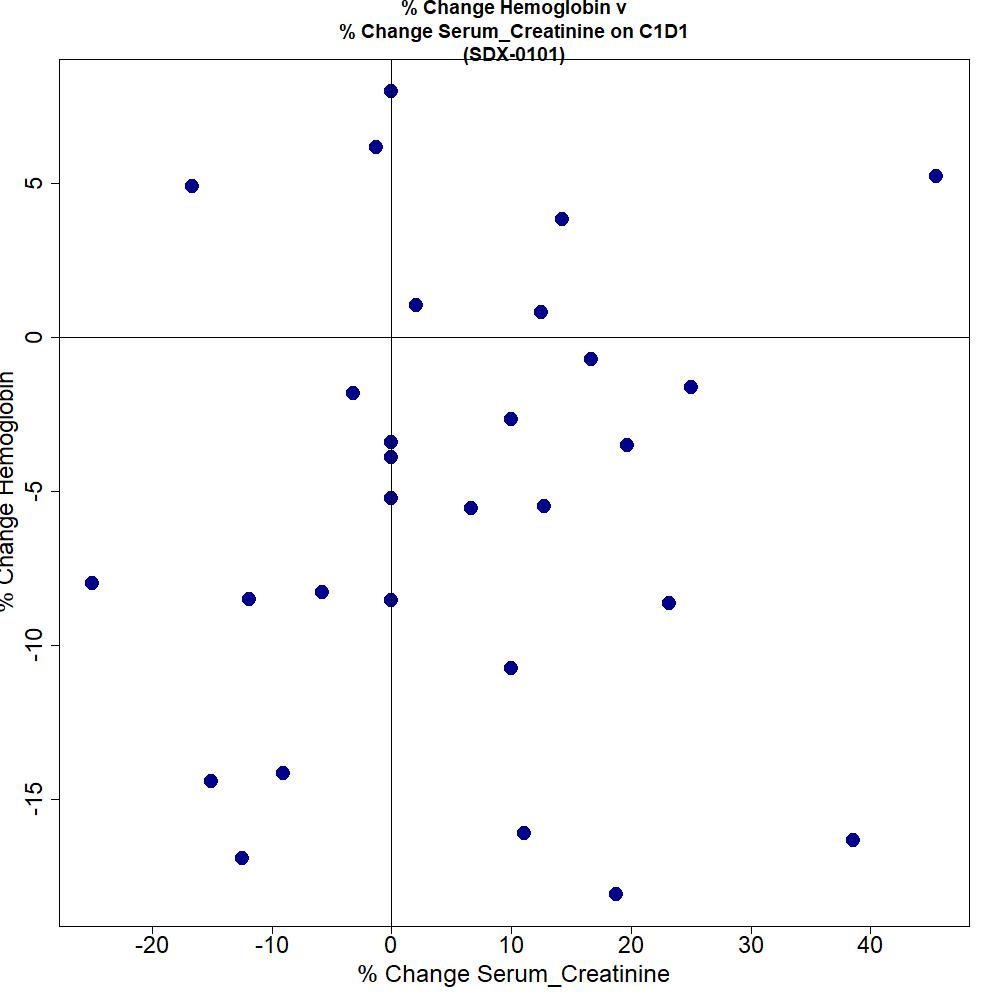 % Change Hemoglobin v
% Change Serum_Creatinine on C1D1
(SDX-0101)
% Change Hemoglobin
5
0
-5
-10
-15
-20
-10
0
10
20
30
40
% Change Serum_Creatinine